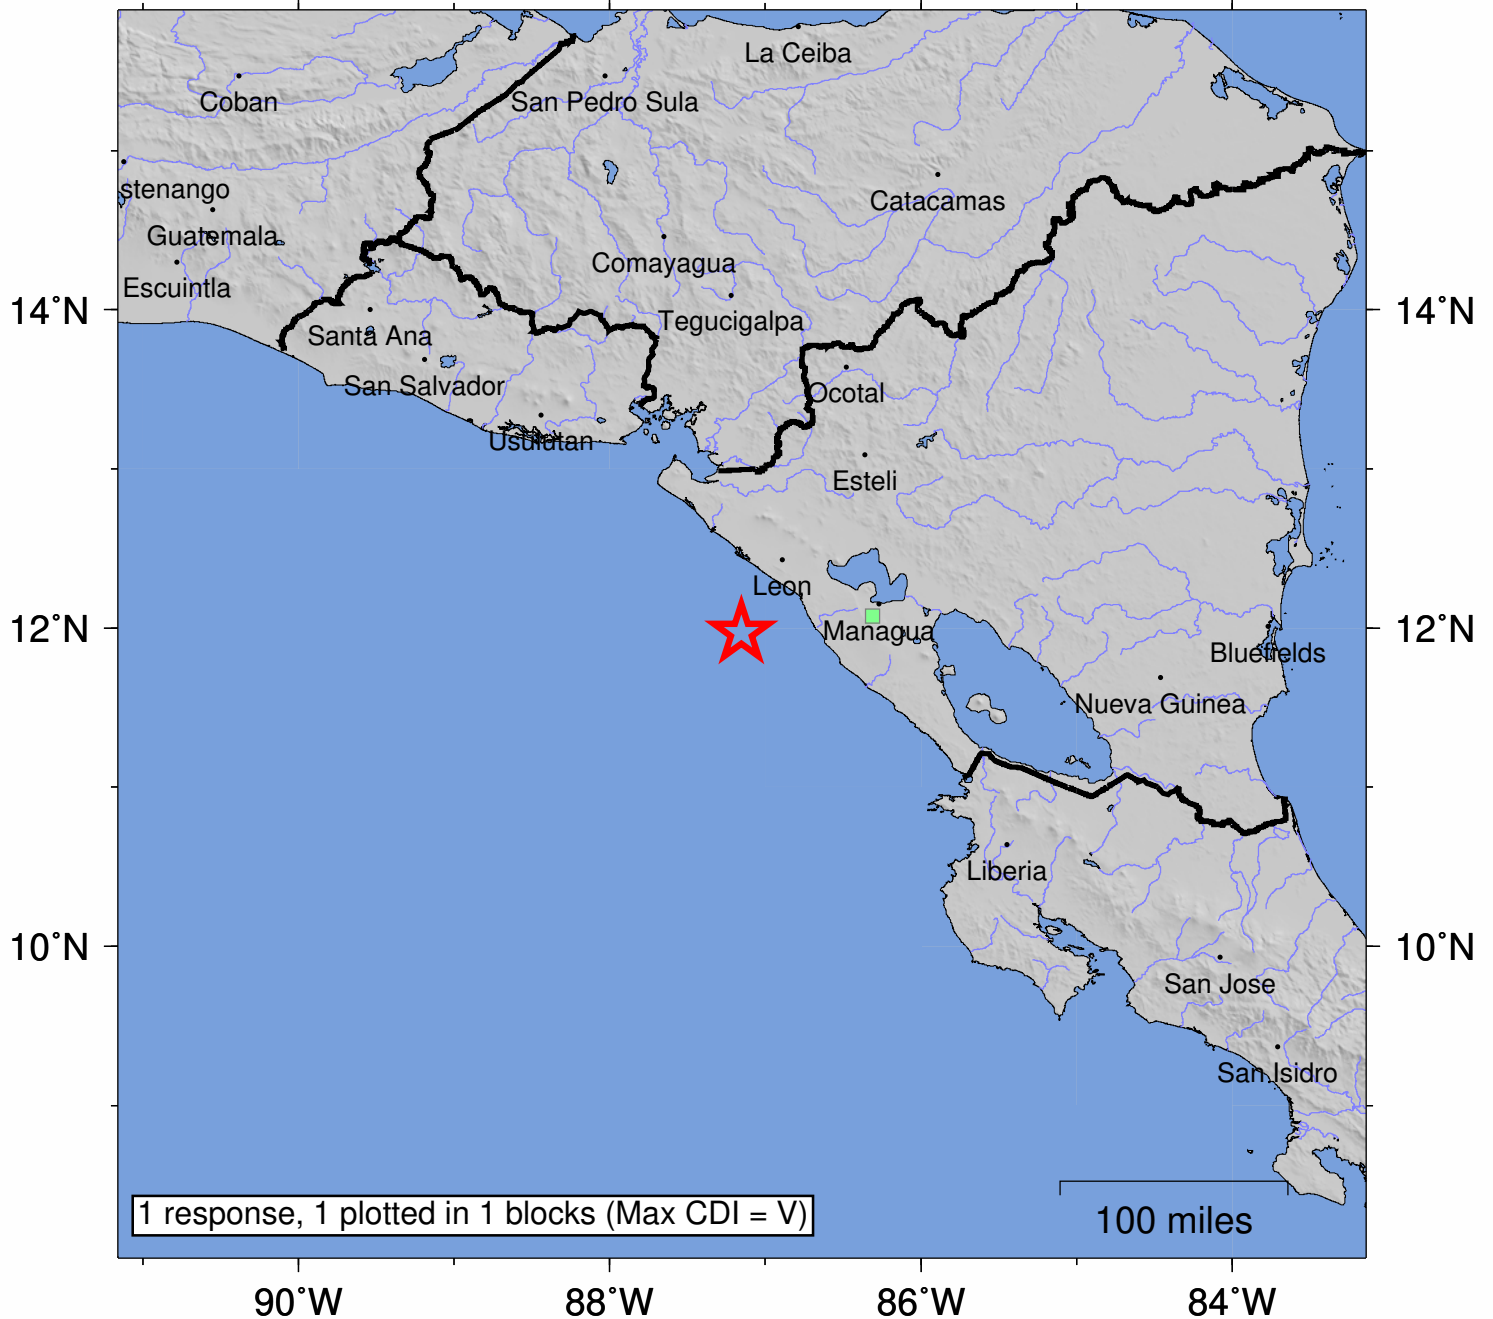 La Ceiba
Coban
San Pedro Sula
stenango
Catacamas
Guatemala
Comayagua
Escuintla
14°N
14°N
Tegucigalpa
Santa Ana
San Salvador
Ocotal
Usulutan
Esteli
Leon
12°N
Managua
12°N
Bluefields
Nueva Guinea
Liberia
10°N
10°N
San Jose
San Isidro
1 response, 1 plotted in 1 blocks (Max CDI = V)
100 miles
90°W
88°W
86°W
84°W